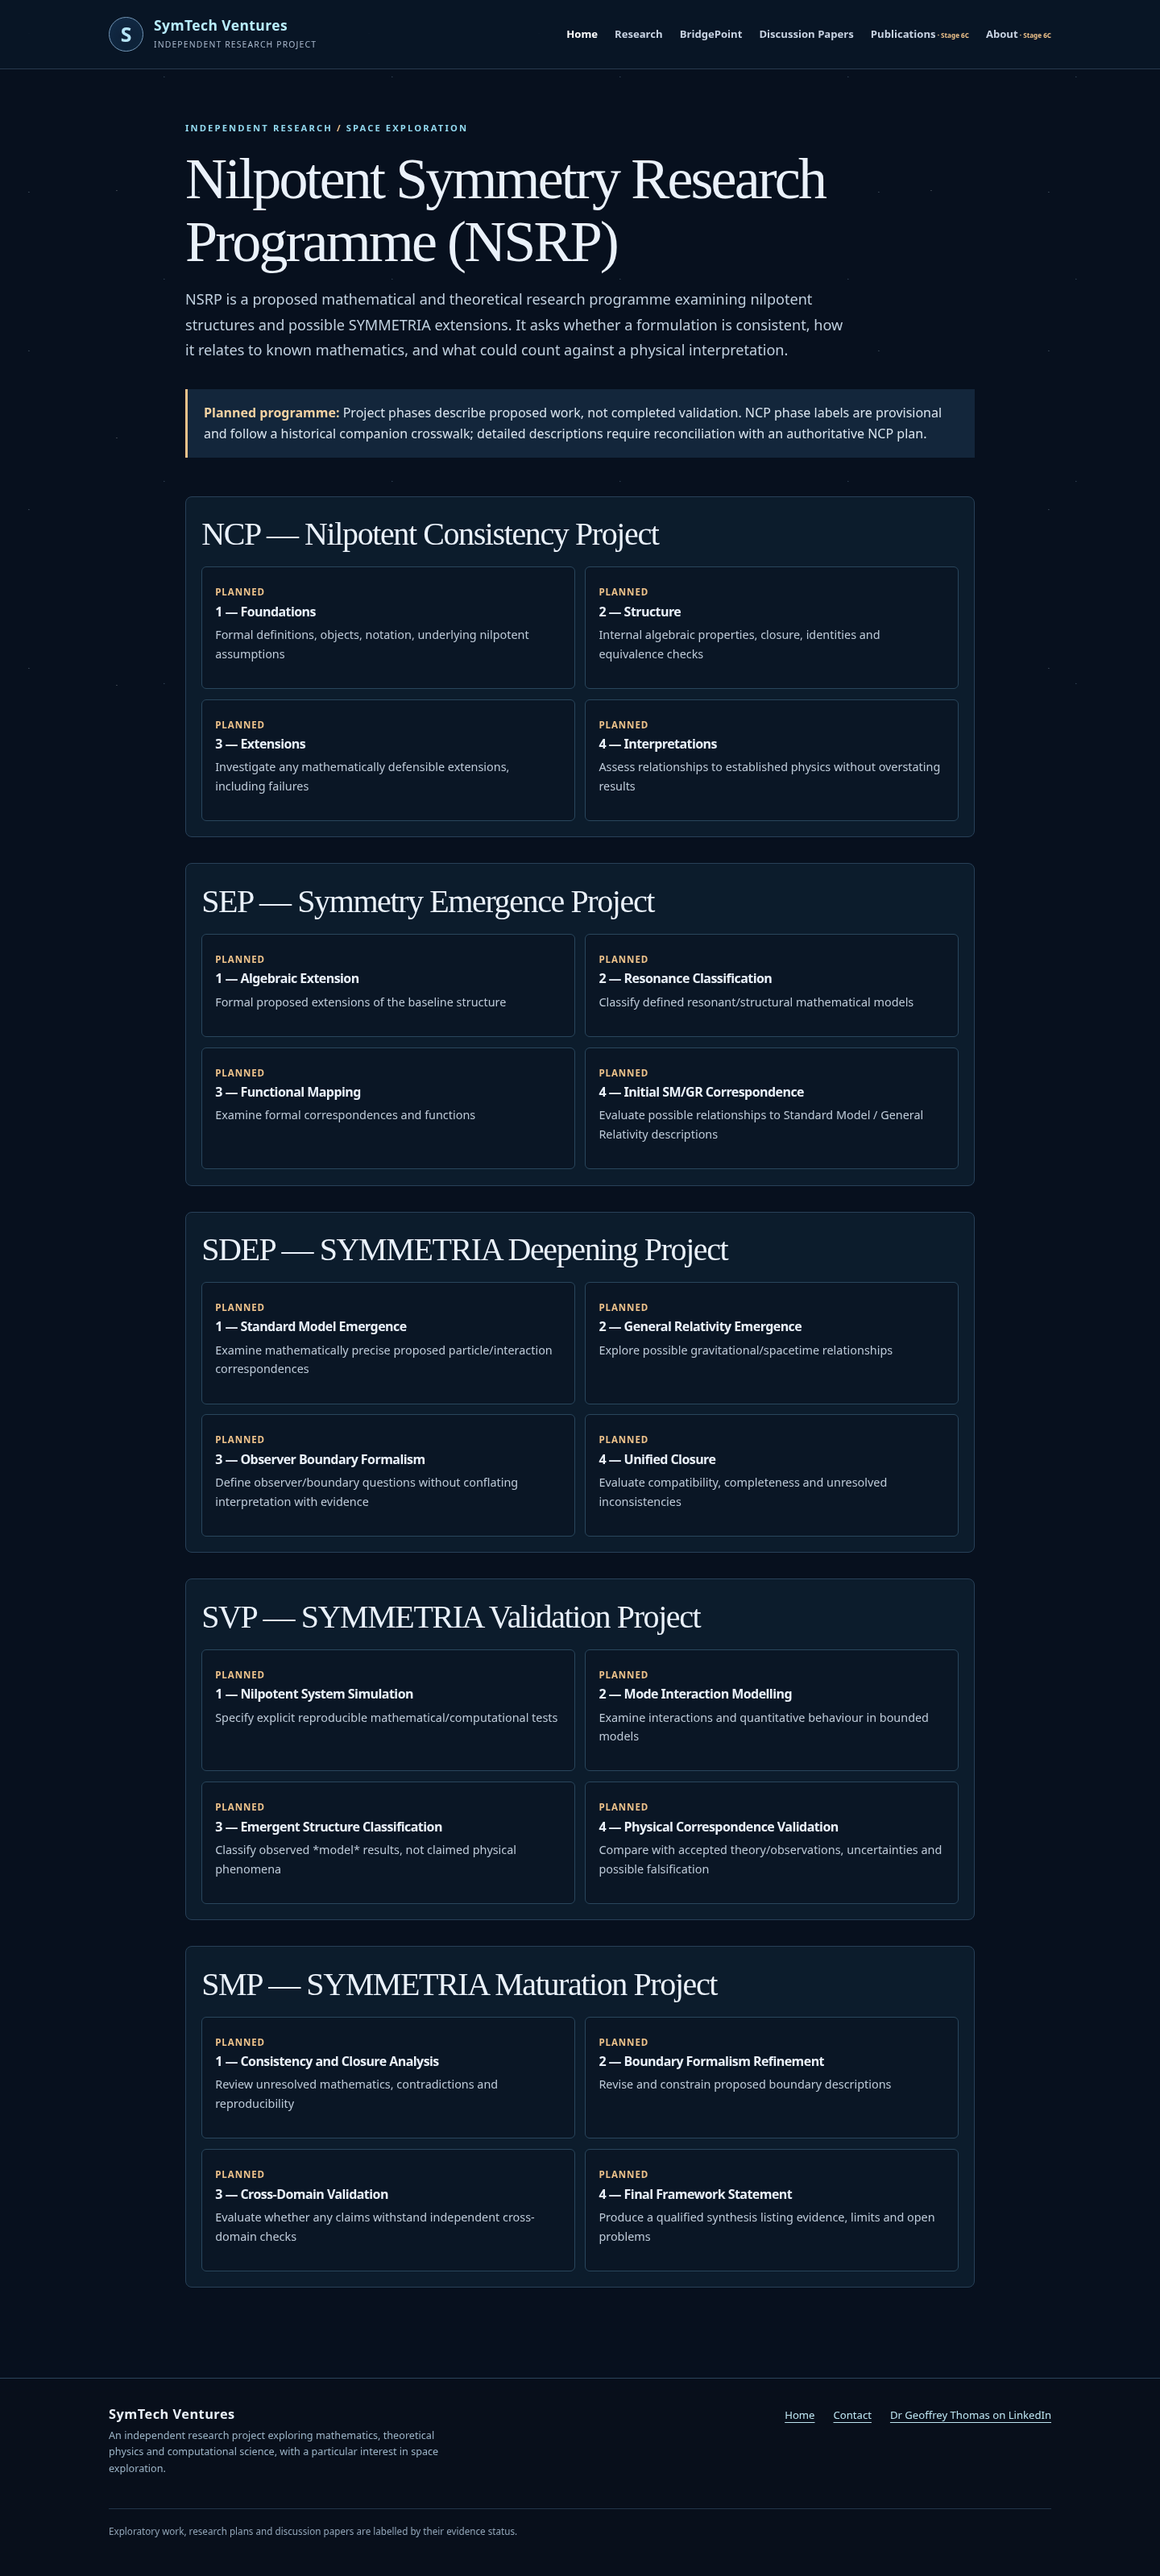 S
SymTech Ventures
INDEPENDENT RESEARCH PROJECT
Home Research BridgePoint Discussion Papers Publications · Stage 6C About · Stage 6C
INDEPENDENT RESEARCH / SPACE EXPLORATION
Nilpotent Symmetry Research
Programme (NSRP)
NSRP is a proposed mathematical and theoretical research programme examining nilpotent
structures and possible SYMMETRIA extensions. It asks whether a formulation is consistent, how
it relates to known mathematics, and what could count against a physical interpretation.
Planned programme: Project phases describe proposed work, not completed validation. NCP phase labels are provisional
and follow a historical companion crosswalk; detailed descriptions require reconciliation with an authoritative NCP plan.
NCP — Nilpotent Consistency Project
PLANNED
1 — Foundations
Formal definitions, objects, notation, underlying nilpotent
assumptions
PLANNED
2 — Structure
Internal algebraic properties, closure, identities and
equivalence checks
PLANNED
3 — Extensions
Investigate any mathematically defensible extensions,
including failures
PLANNED
4 — Interpretations
Assess relationships to established physics without overstating
results
SEP — Symmetry Emergence Project
PLANNED
1 — Algebraic Extension
Formal proposed extensions of the baseline structure
PLANNED
2 — Resonance Classification
Classify defined resonant/structural mathematical models
PLANNED
3 — Functional Mapping
Examine formal correspondences and functions
PLANNED
4 — Initial SM/GR Correspondence
Evaluate possible relationships to Standard Model / General
Relativity descriptions
SDEP — SYMMETRIA Deepening Project
PLANNED
1 — Standard Model Emergence
Examine mathematically precise proposed particle/interaction
correspondences
PLANNED
2 — General Relativity Emergence
Explore possible gravitational/spacetime relationships
PLANNED
3 — Observer Boundary Formalism
Define observer/boundary questions without conflating
interpretation with evidence
PLANNED
4 — Unified Closure
Evaluate compatibility, completeness and unresolved
inconsistencies
SVP — SYMMETRIA Validation Project
PLANNED
1 — Nilpotent System Simulation
Specify explicit reproducible mathematical/computational tests
PLANNED
2 — Mode Interaction Modelling
Examine interactions and quantitative behaviour in bounded
models
PLANNED
3 — Emergent Structure Classification
Classify observed *model* results, not claimed physical
phenomena
PLANNED
4 — Physical Correspondence Validation
Compare with accepted theory/observations, uncertainties and
possible falsification
SMP — SYMMETRIA Maturation Project
PLANNED
1 — Consistency and Closure Analysis
Review unresolved mathematics, contradictions and
reproducibility
PLANNED
2 — Boundary Formalism Refinement
Revise and constrain proposed boundary descriptions
PLANNED
3 — Cross-Domain Validation
Evaluate whether any claims withstand independent cross-
domain checks
PLANNED
4 — Final Framework Statement
Produce a qualified synthesis listing evidence, limits and open
problems
SymTech Ventures
An independent research project exploring mathematics, theoretical
physics and computational science, with a particular interest in space
exploration.
Home Contact Dr Geoffrey Thomas on LinkedIn
Exploratory work, research plans and discussion papers are labelled by their evidence status.